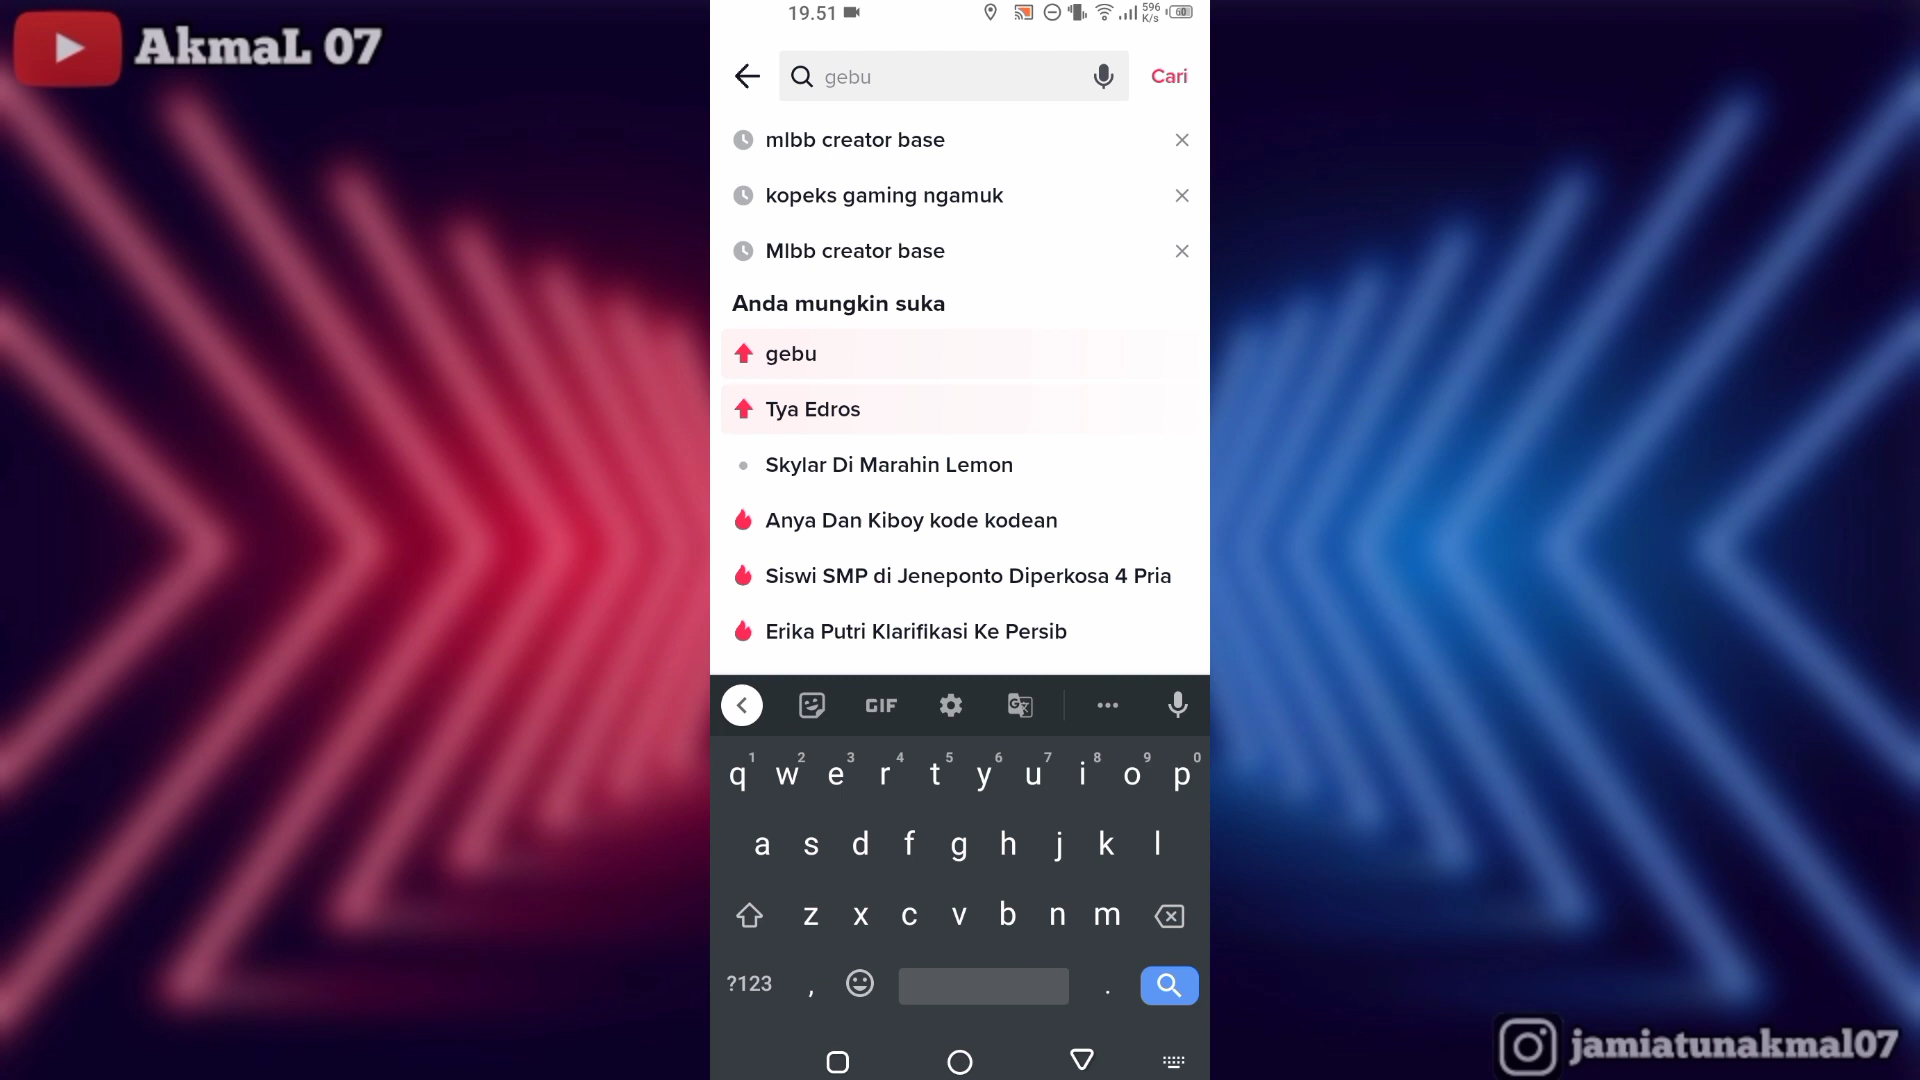 AkmaL 07
19.51
596
K/s
60
gebu
Cari
mlbb creator base
kopeks gaming ngamuk
Mlbb creator base
Anda mungkin suka
gebu
Tya Edros
Skylar Di Marahin Lemon
Anya Dan Kiboy kode kodean
Siswi SMP di Jeneponto Diperkosa 4 Pria
Erika Putri Klarifikasi Ke Persib
GIF
1 2 3 4 5 6 7 8 9 0
q w e r t y u i o p
a s d f g h j k l
z x c v b n m
?123 , .
jamiatunakmal07